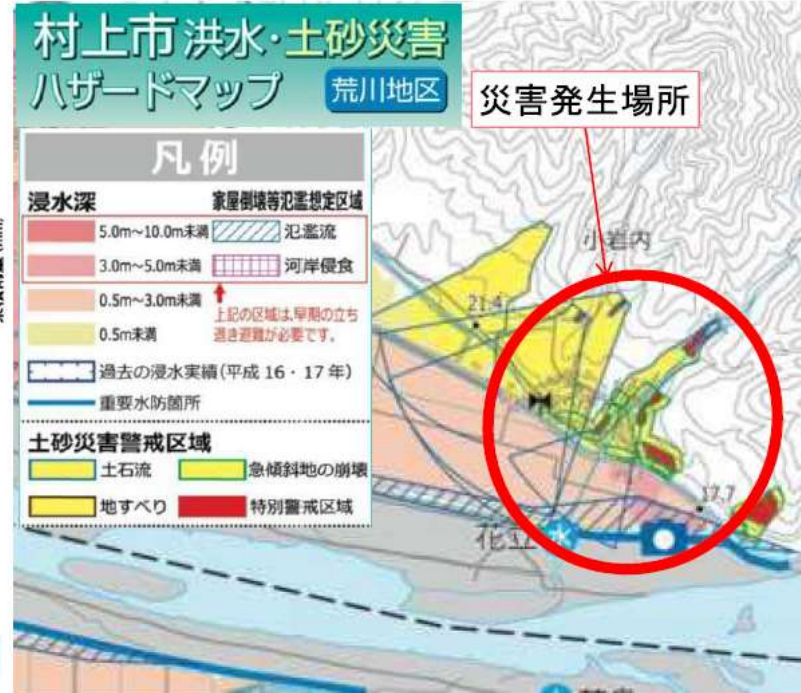 村上市 洪水・土砂災害
ハザードマップ 荒川地区
災害発生場所
凡例
浸水深 家屋倒壊等氾濫想定区域
5.0m~10.0m未満 氾濫流
3.0m~5.0m未満 河岸侵食
0.5m~3.0m未満
上記の区域は早期の立ち
退き避難が必要です。
0.5m未満
過去の浸水実績(平成16・17年)
重要水防箇所
土砂災害警戒区域
土石流 急傾斜地の崩壊
地すべり 特別警戒区域
小岩内
21.4
17.7
花立 水